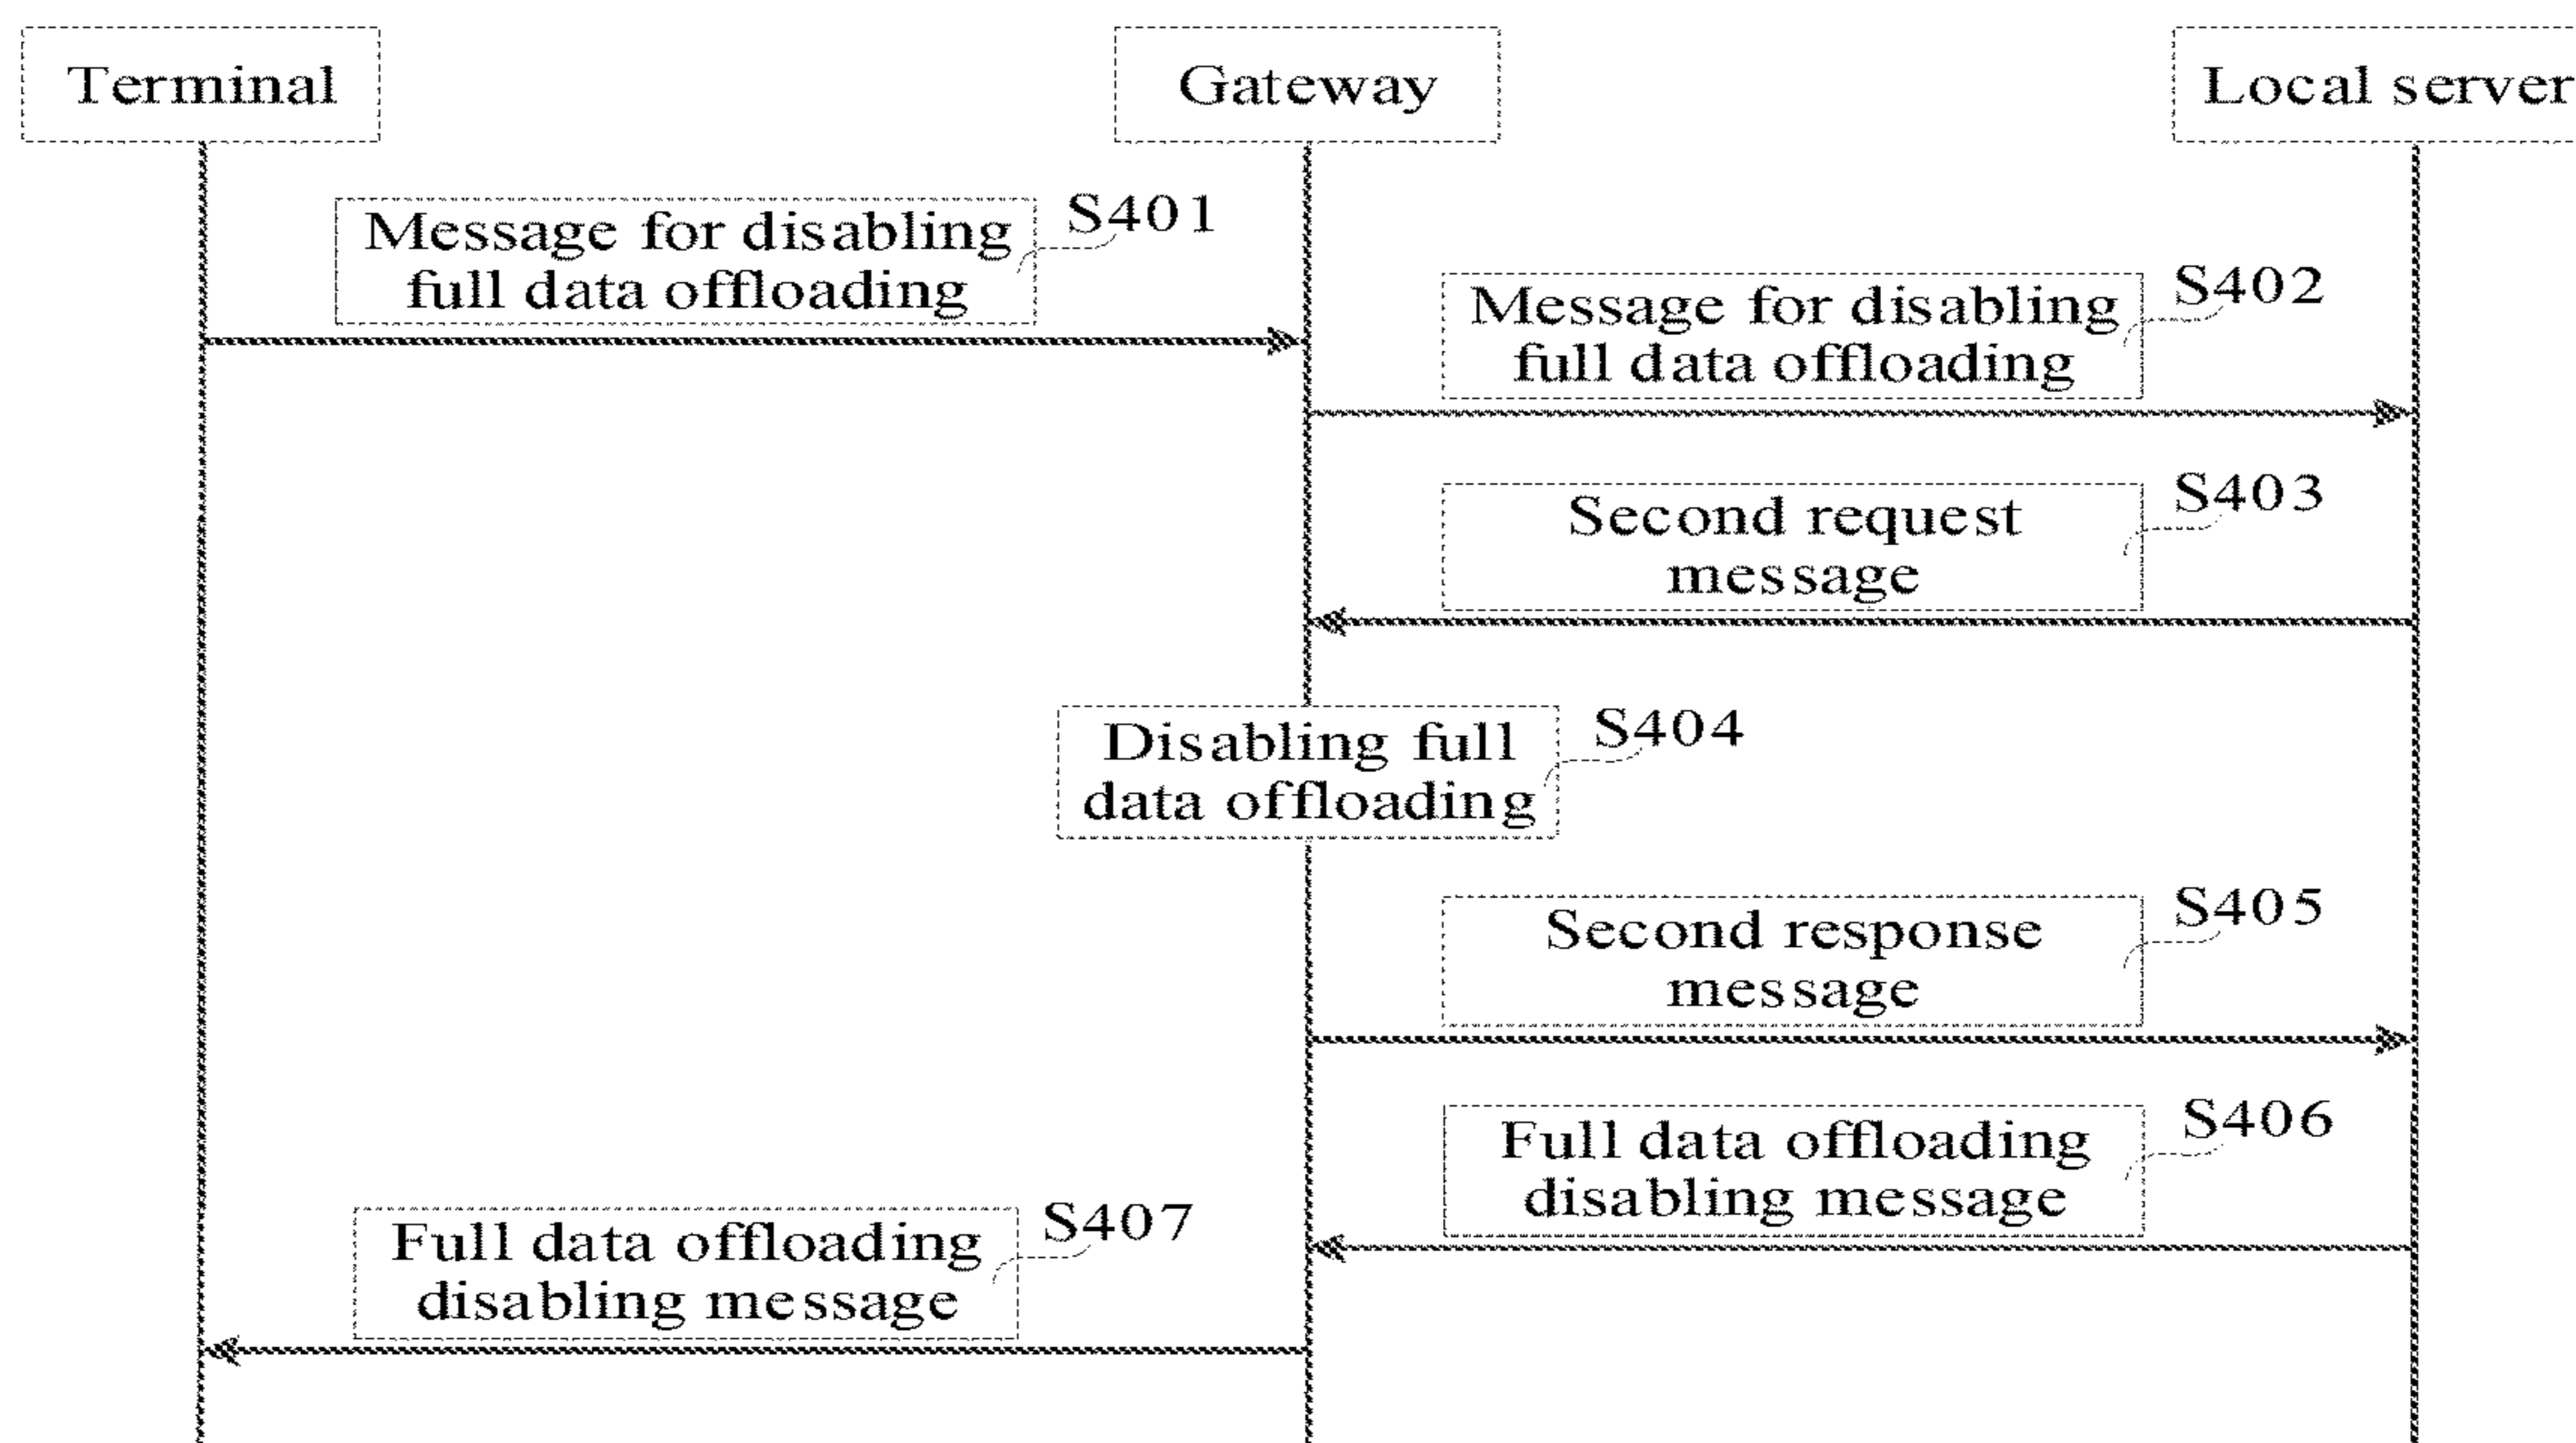 Terminal
Gateway
Local server
Message for disabling
full data offloading
S401
Message for disabling
full data offloading
S402
Second request
message
S403
Disabling full
data offloading
S404
Second response
message
S405
Full data offloading
disabling message
S406
Full data offloading
disabling message
S407